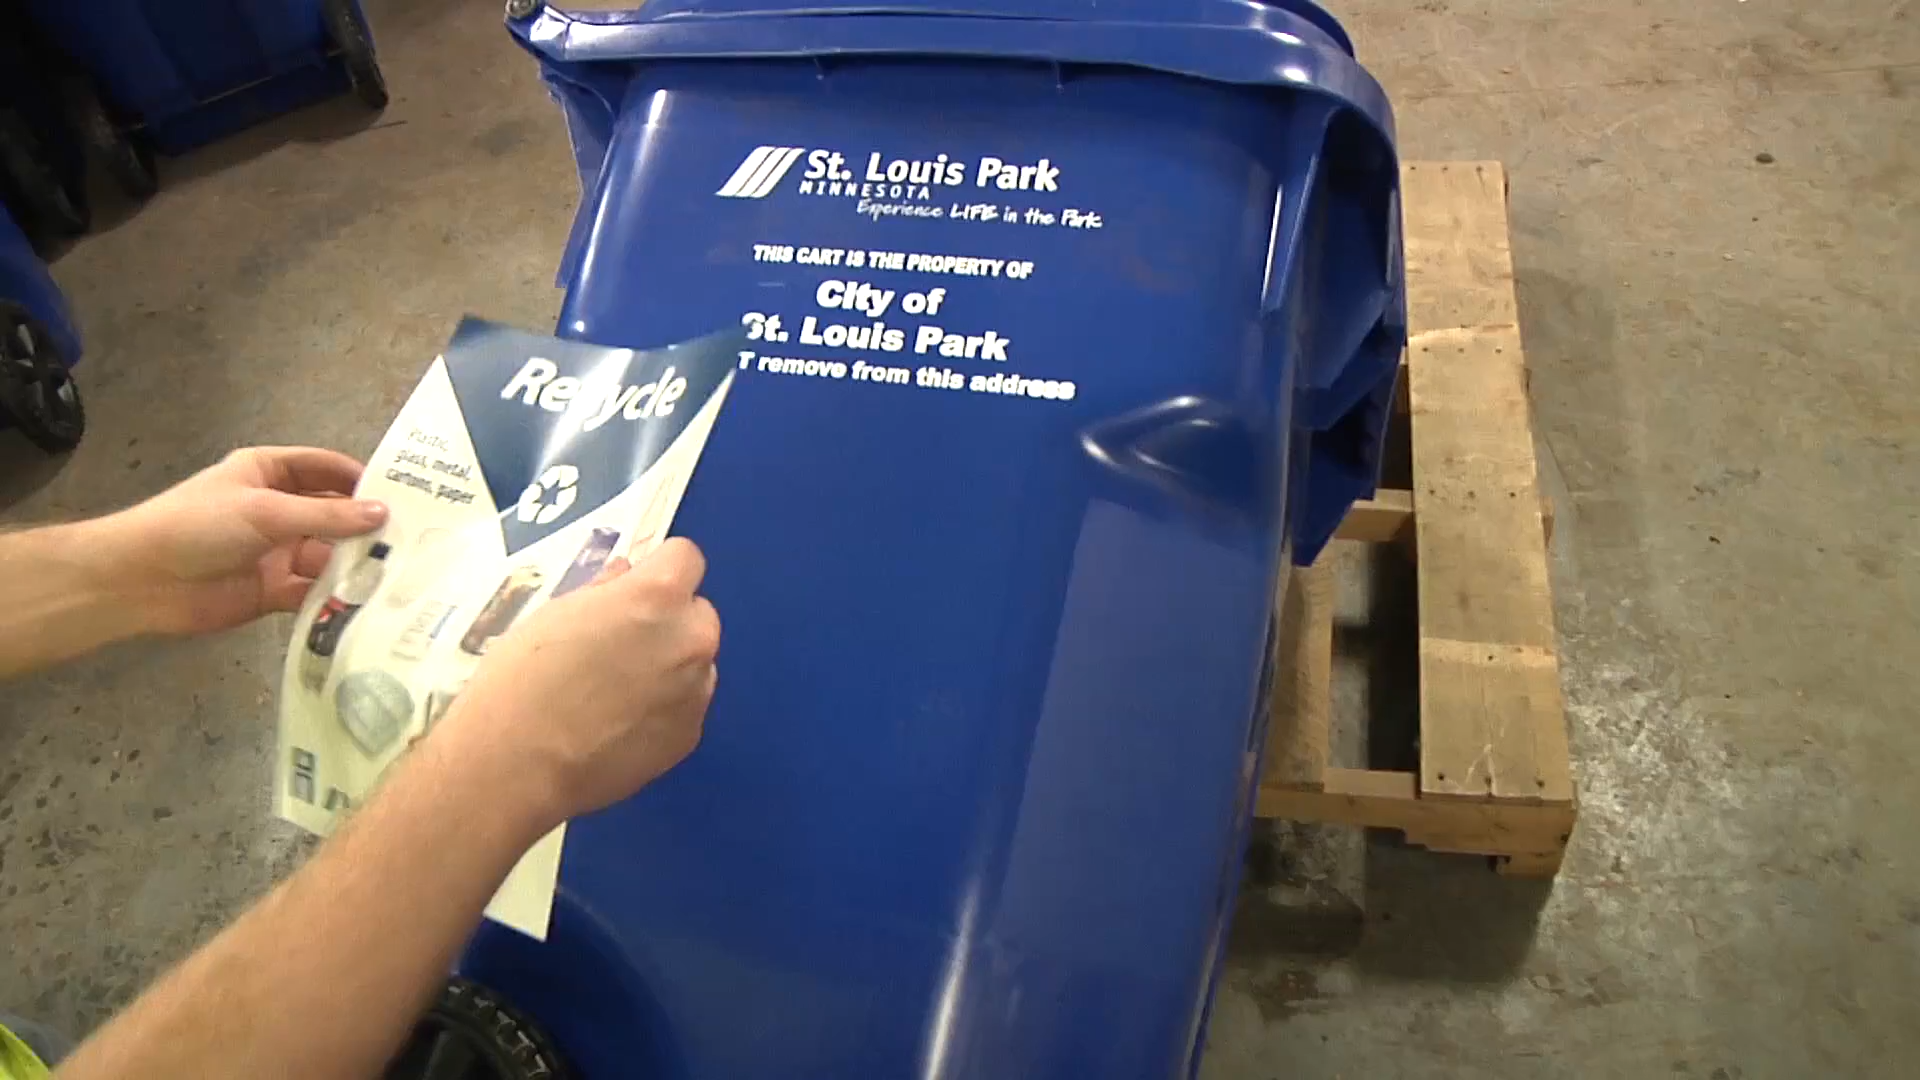 St. Louis Park
MINNESOTA
Experience LIFE in the Park
THIS CART IS THE PROPERTY OF
City of
St. Louis Park
T remove from this address
Recycle
Plastic,
glass, metal,
cartons, paper